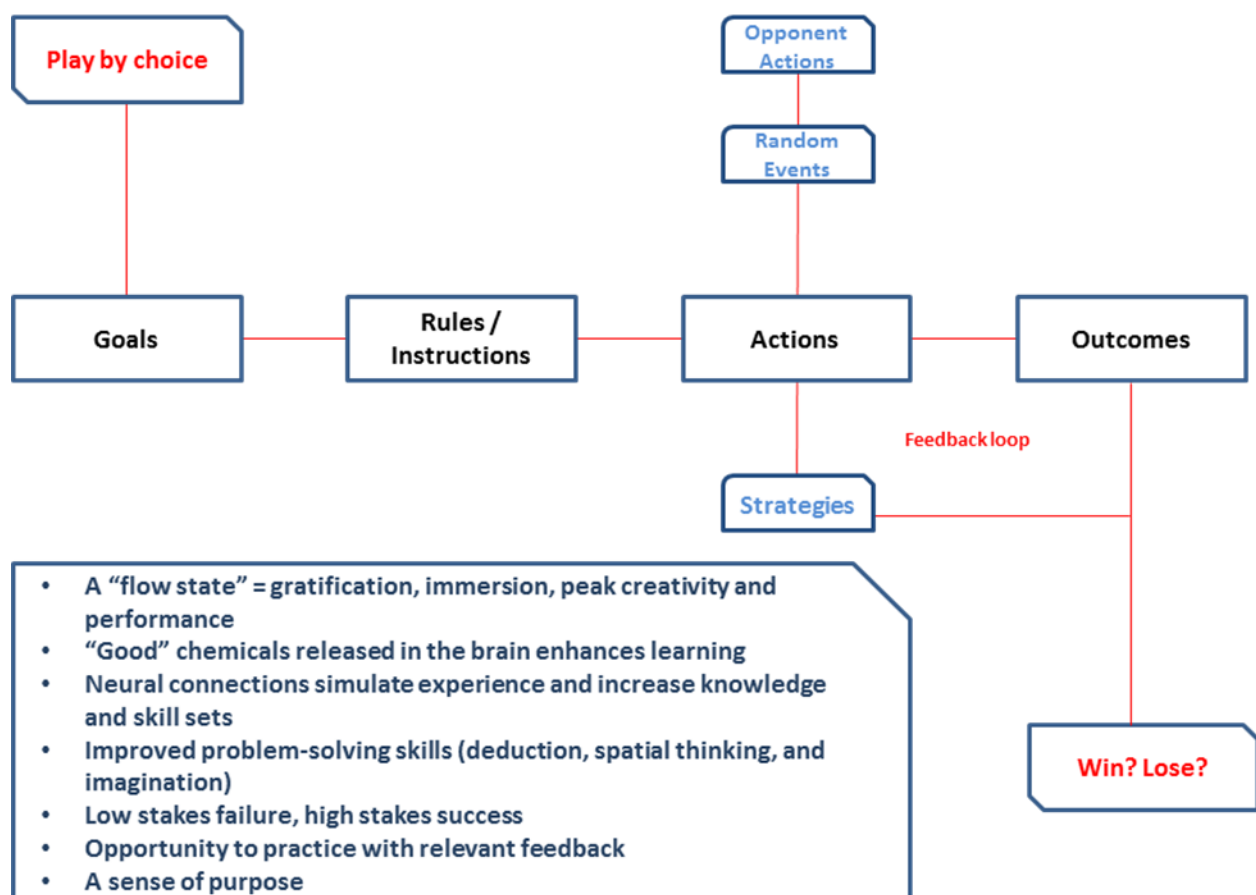 Play by choice
Opponent
Actions
Random
Events
Goals
Rules /
Instructions
Actions
Outcomes
Feedback loop
Strategies
• A “flow state” = gratification, immersion, peak creativity and
performance
• “Good” chemicals released in the brain enhances learning
• Neural connections simulate experience and increase knowledge
and skill sets
• Improved problem-solving skills (deduction, spatial thinking, and
imagination)
• Low stakes failure, high stakes success
• Opportunity to practice with relevant feedback
• A sense of purpose
Win? Lose?